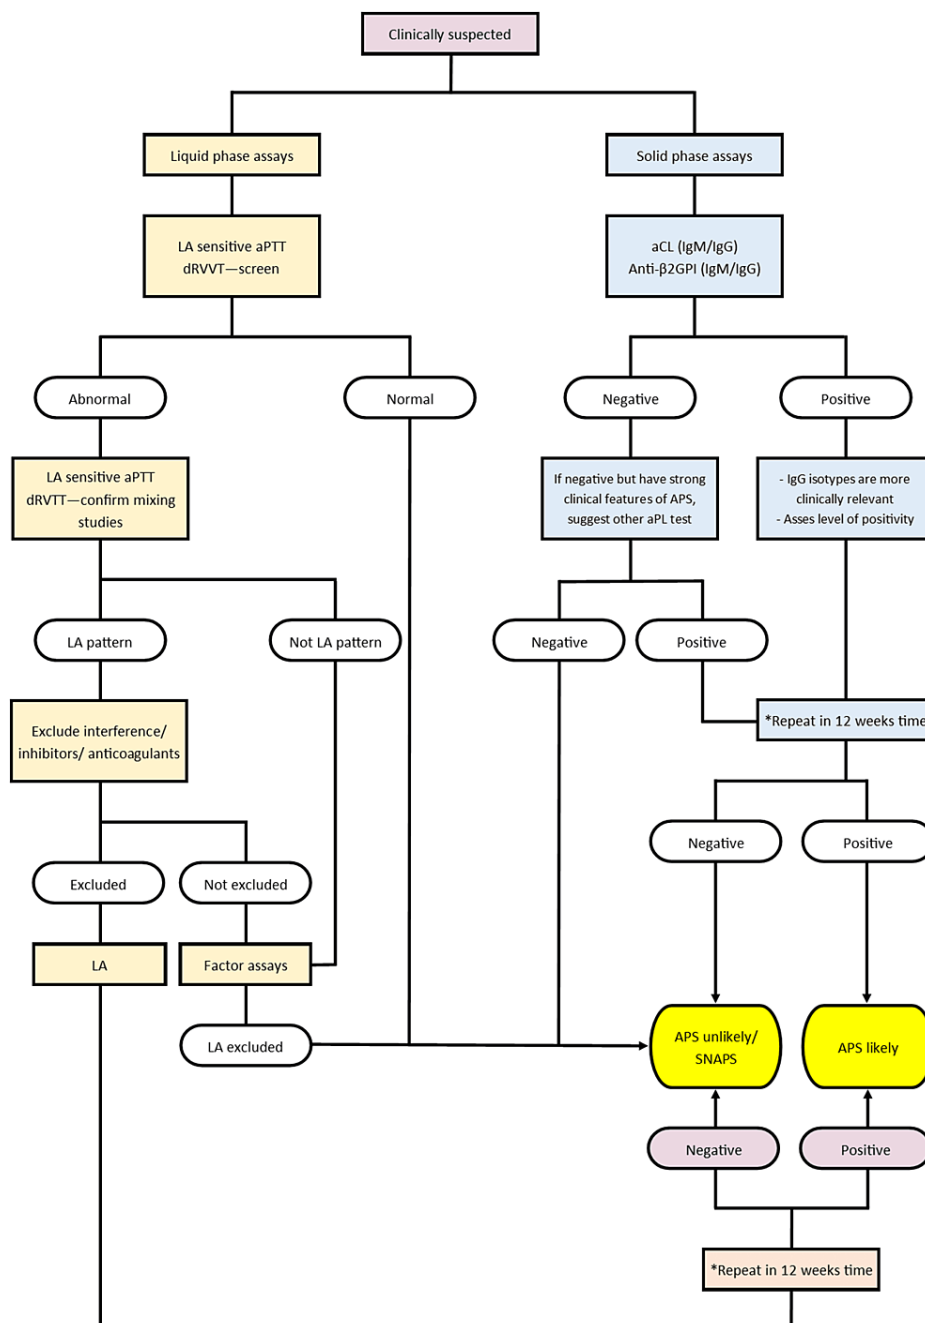 Clinically suspected
Liquid phase assays
Solid phase assays
LA sensitive aPTT
dRVVT—screen
aCL (IgM/IgG)
Anti-β2GPI (IgM/IgG)
Abnormal
Normal
Negative
Positive
LA sensitive aPTT
dRVTT—confirm mixing
studies
If negative but have strong
clinical features of APS,
suggest other aPL test
- IgG isotypes are more
clinically relevant
- Asses level of positivity
LA pattern
Not LA pattern
Negative
Positive
Exclude interference/
inhibitors/ anticoagulants
*Repeat in 12 weeks time
Negative
Positive
Excluded
Not excluded
LA
Factor assays
LA excluded
APS unlikely/
SNAPS
APS likely
Negative
Positive
*Repeat in 12 weeks time